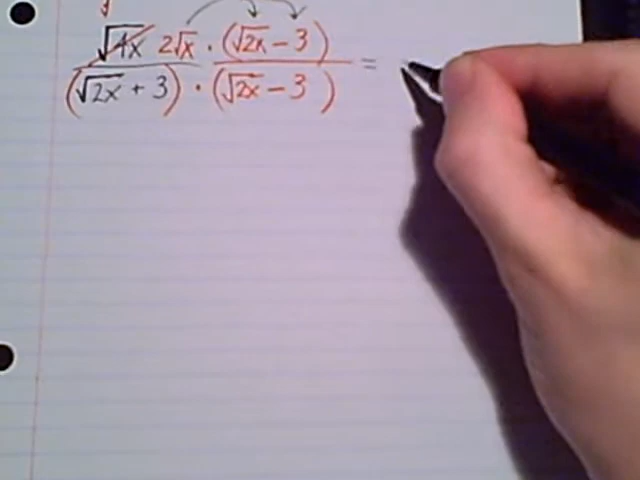 √4x 2√x · (√2x - 3)
(√2x + 3) · (√2x - 3) =